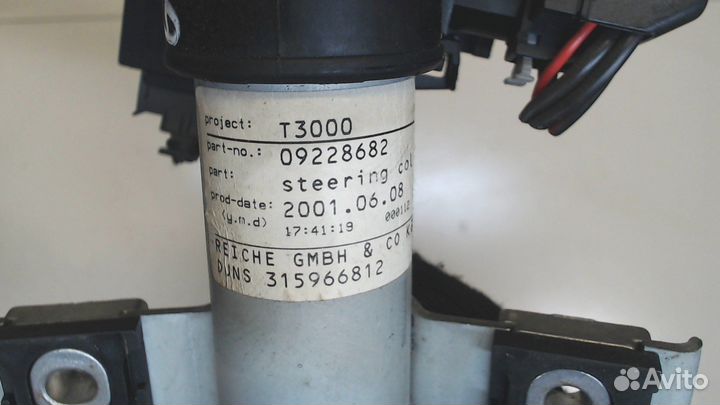 project: T3000
part-no.: 09228682
part: steering col
prod-date: 2001.06.08 000112
(y.m.d) 17:41:19
REICHE GMBH & CO K
DUNS 315966812
Avito